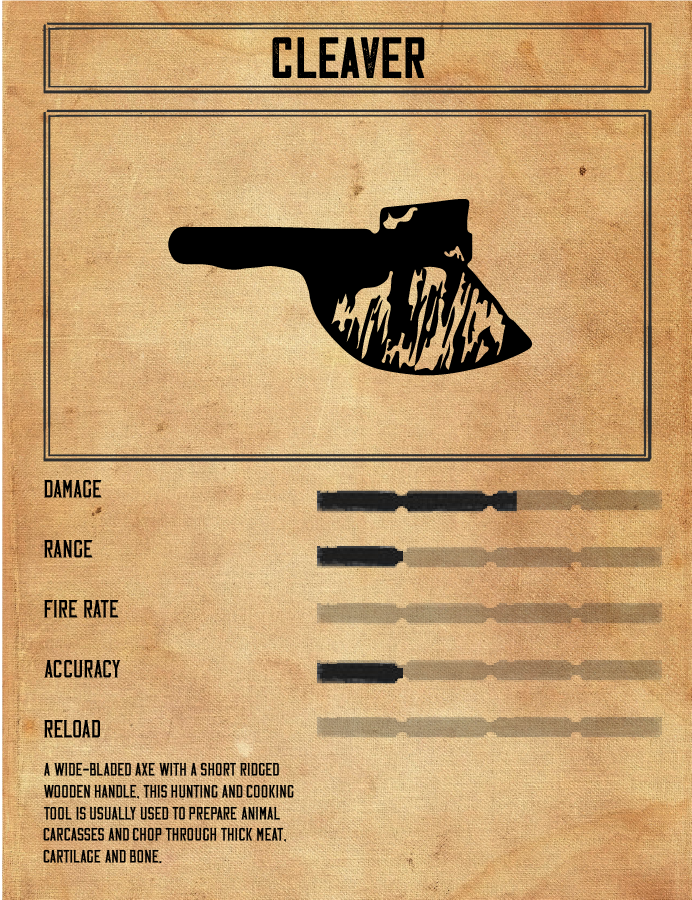 CLEAVER
DAMAGE
RANGE
FIRE RATE
ACCURACY
RELOAD
A WIDE-BLADED AXE WITH A SHORT RIDGED
WOODEN HANDLE. THIS HUNTING AND COOKING
TOOL IS USUALLY USED TO PREPARE ANIMAL
CARCASSES AND CHOP THROUGH THICK MEAT,
CARTILAGE AND BONE.